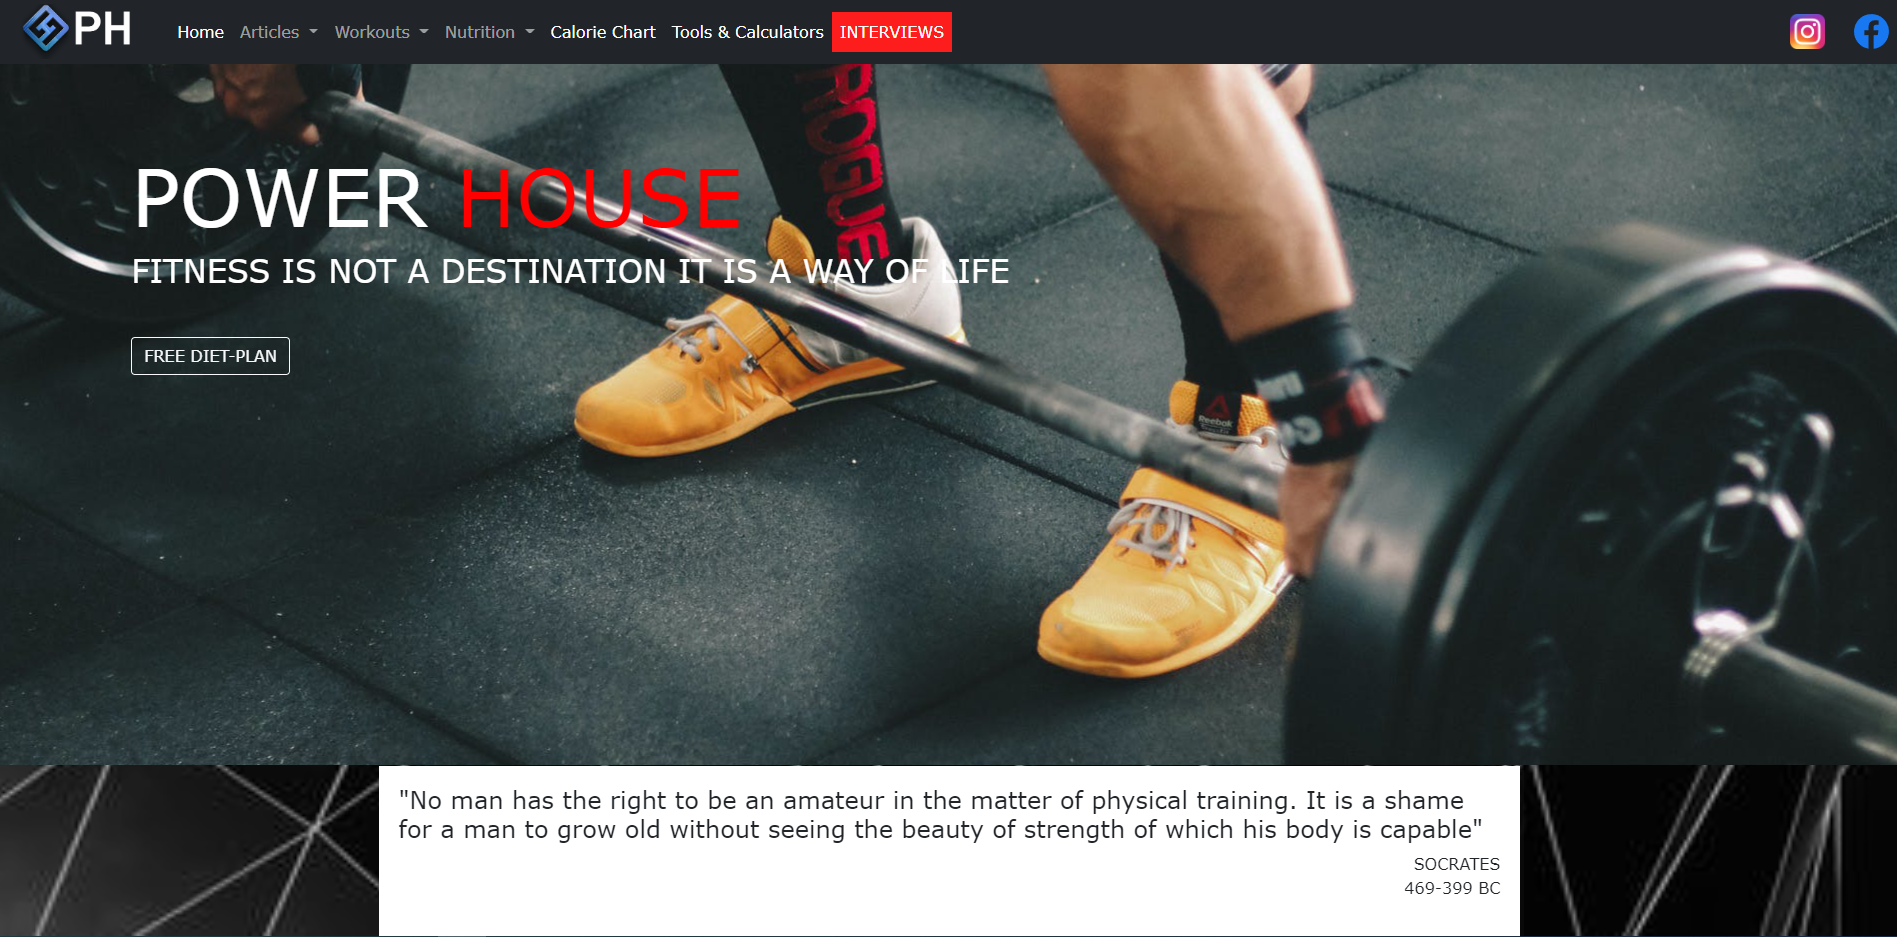 PH
Home Articles Workouts Nutrition Calorie Chart Tools & Calculators INTERVIEWS
ROGUE
POWER HOUSE
FITNESS IS NOT A DESTINATION IT IS A WAY OF LIFE
FREE DIET-PLAN
Reebok
"No man has the right to be an amateur in the matter of physical training. It is a shame
for a man to grow old without seeing the beauty of strength of which his body is capable"
SOCRATES
469-399 BC